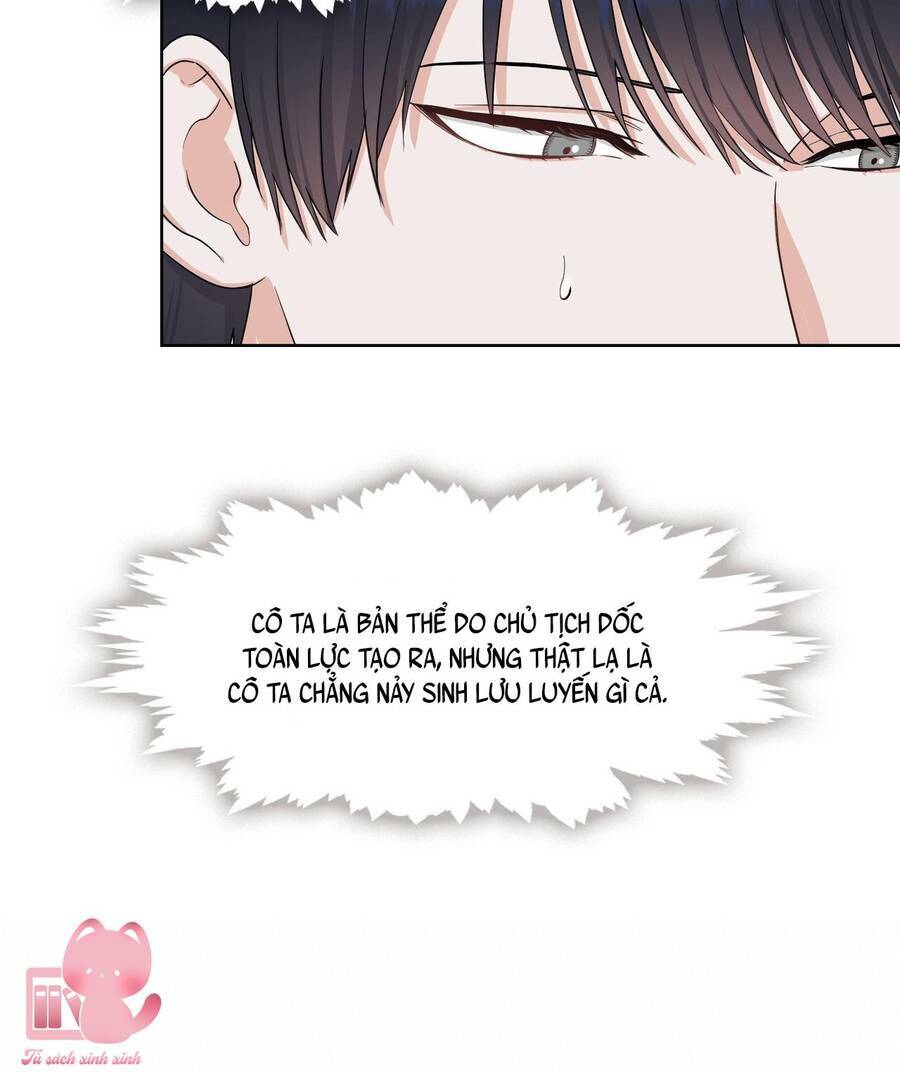 CÔ TA LÀ BẢN THỂ DO CHỦ TỊCH DỐC
TOÀN LỰC TẠO RA, NHƯNG THẬT LẠ LÀ
CÔ TA CHẲNG NẢY SINH LƯU LUYẾN GÌ CẢ.
Tủ sách xinh xinh